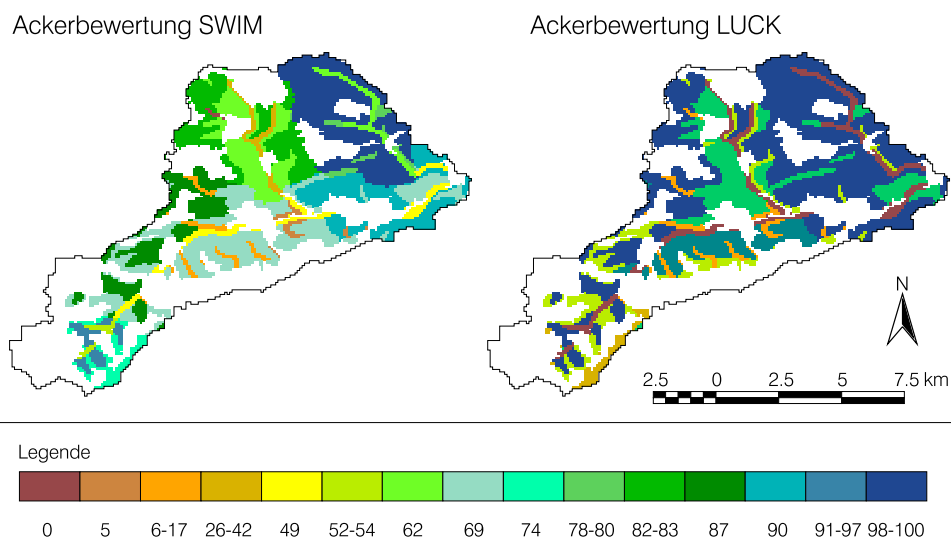 Ackerbewertung SWIM
Ackerbewertung LUCK
N
2.5 0 2.5 5 7.5 km
Legende
0 5 6-17 26-42 49 52-54 62 69 74 78-80 82-83 87 90 91-97 98-100